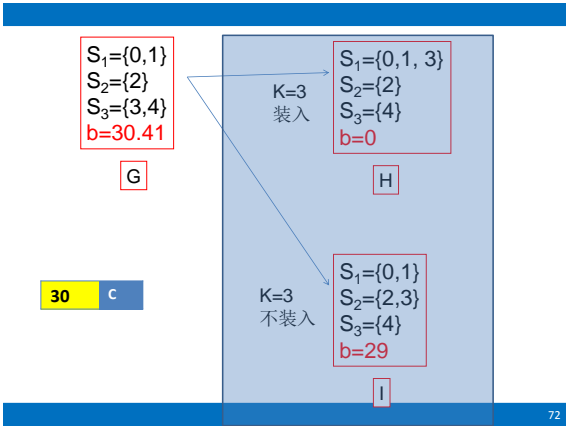 S₁={0,1}
S₂={2}
S₃={3,4}
b=30.41
G
K=3
装入
S₁={0,1, 3}
S₂={2}
S₃={4}
b=0
H
30 C
K=3
不装入
S₁={0,1}
S₂={2,3}
S₃={4}
b=29
I
72